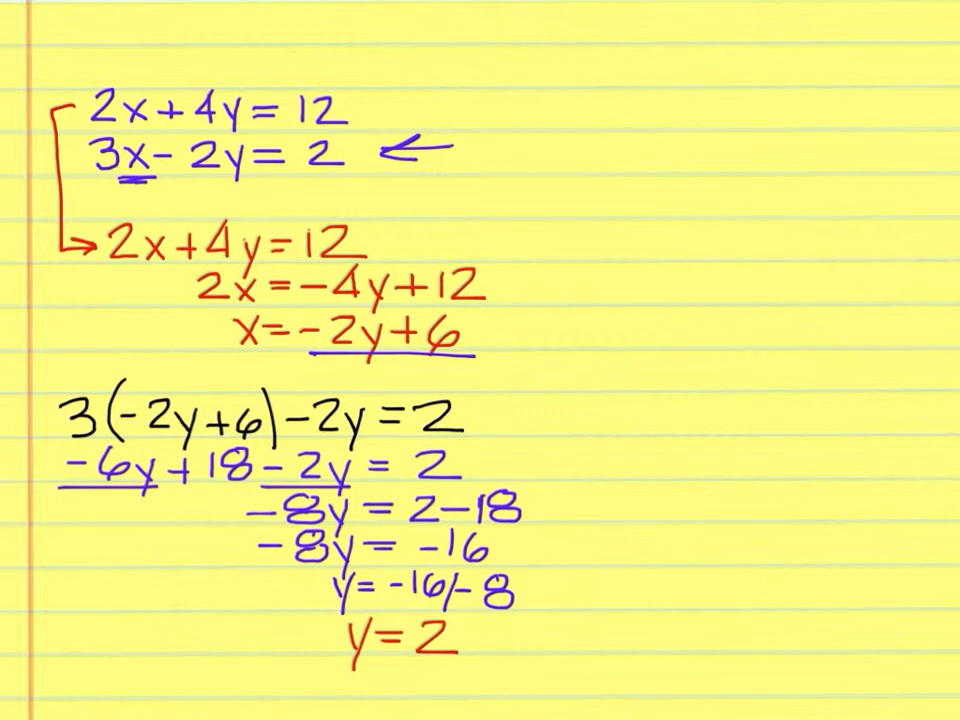 2x + 4y = 12
3x - 2y = 2
2x + 4y = 12
2x = -4y + 12
x = -2y + 6
3(-2y + 6) - 2y = 2
-6y + 18 - 2y = 2
-8y = 2 - 18
-8y = -16
y = -16/-8
y = 2